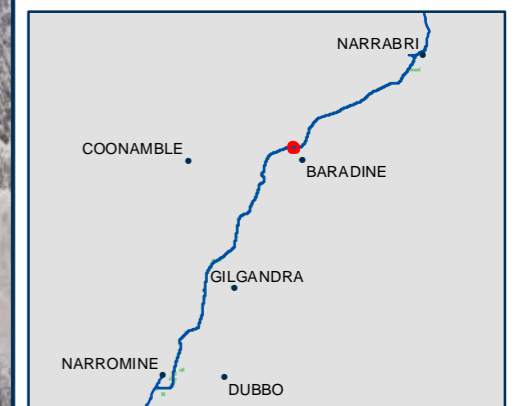 NARRABRI
COONAMBLE
BARADINE
GILGANDRA
NARROMINE
DUBBO